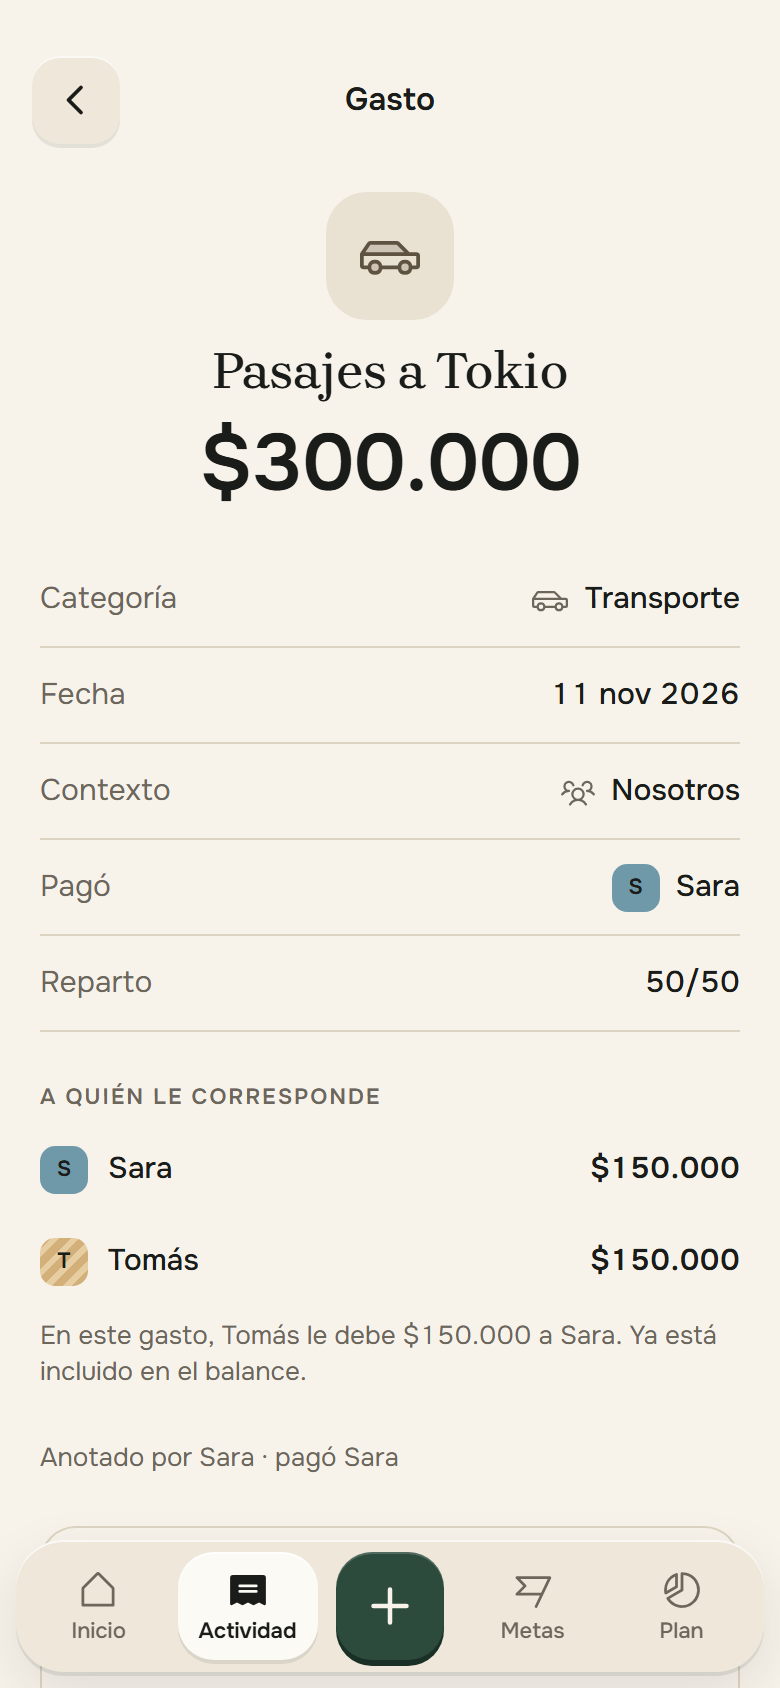 Gasto
Pasajes a Tokio
$300.000
Categoría
Transporte
Fecha
11 nov 2026
Contexto
Nosotros
Pagó
S
Sara
Reparto
50/50
A QUIÉN LE CORRESPONDE
S
Sara
$150.000
T
Tomás
$150.000
En este gasto, Tomás le debe $150.000 a Sara. Ya está
incluido en el balance.
Anotado por Sara · pagó Sara
Inicio
Actividad
Metas
Plan